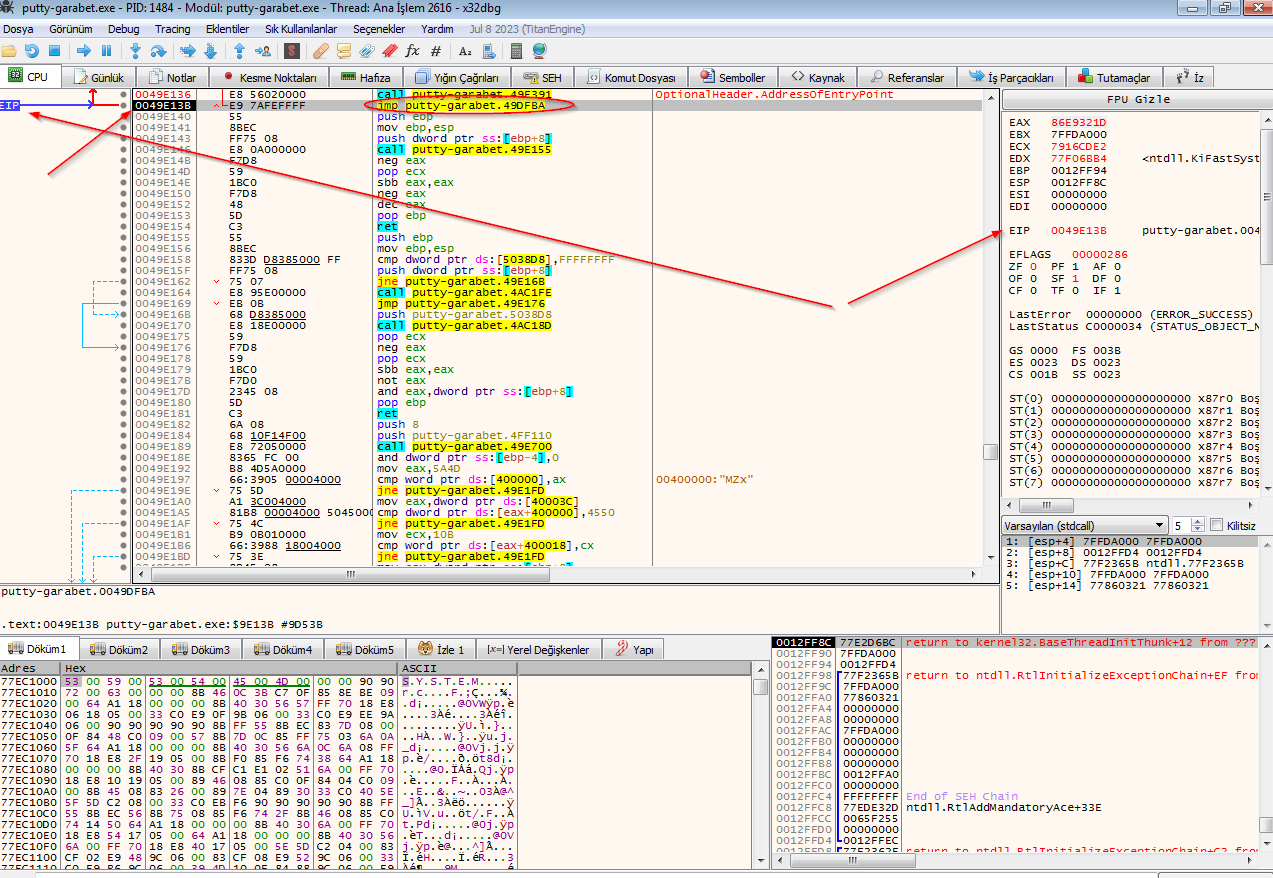 putty-garabet.exe - PID: 1484 - Modül: putty-garabet.exe - Thread: Ana İşlem 2616 - x32dbg
Dosya Görünüm Debug Tracing Eklentiler Sık Kullanılanlar Seçenekler Yardım Jul 8 2023 (TitanEngine)
CPU Günlük Notlar Kesme Noktaları Hafıza Yığın Çağrıları SEH Komut Dosyası Semboller Kaynak Referanslar İş Parçacıkları Tutamaçlar İz
0049E136 E8 56020000 call putty-garabet.49E391 OptionalHeader.AddressOfEntryPoint
EIP 0049E13B E9 7AFEFFFF jmp putty-garabet.49DFBA
0049E140 55 push ebp
0049E141 8BEC mov ebp,esp
0049E143 FF75 08 push dword ptr ss:[ebp+8]
0049E146 E8 0A000000 call putty-garabet.49E155
0049E14B F7D8 neg eax
0049E14D 59 pop ecx
0049E14E 1BC0 sbb eax,eax
0049E150 F7D8 neg eax
0049E152 48 dec eax
0049E153 5D pop ebp
0049E154 C3 ret
0049E155 55 push ebp
0049E156 8BEC mov ebp,esp
0049E158 833D D8385000 FF cmp dword ptr ds:[5038D8],FFFFFFFF
0049E15F FF75 08 push dword ptr ss:[ebp+8]
0049E162 75 07 jne putty-garabet.49E16B
0049E164 E8 95E00000 call putty-garabet.4AC1FE
0049E169 EB 0B jmp putty-garabet.49E176
0049E16B 68 D8385000 push putty-garabet.5038D8
0049E170 E8 18E00000 call putty-garabet.4AC18D
0049E175 59 pop ecx
0049E176 F7D8 neg eax
0049E178 59 pop ecx
0049E179 1BC0 sbb eax,eax
0049E17B F7D0 not eax
0049E17D 2345 08 and eax,dword ptr ss:[ebp+8]
0049E180 5D pop ebp
0049E181 C3 ret
0049E182 6A 08 push 8
0049E184 68 10F14F00 push putty-garabet.4FF110
0049E189 E8 72050000 call putty-garabet.49E700
0049E18E 8365 FC 00 and dword ptr ss:[ebp-4],0
0049E192 B8 4D5A0000 mov eax,5A4D
0049E197 66:3905 00004000 cmp word ptr ds:[400000],ax 00400000:"MZx"
0049E19E 75 5D jne putty-garabet.49E1FD
0049E1A0 A1 3C004000 mov eax,dword ptr ds:[40003C]
0049E1A5 81B8 00004000 5045000 cmp dword ptr ds:[eax+400000],4550
0049E1AF 75 4C jne putty-garabet.49E1FD
0049E1B1 B9 0B010000 mov ecx,10B
0049E1B6 66:3988 18004000 cmp word ptr ds:[eax+400018],cx
0049E1BD 75 3E jne putty-garabet.49E1FD
FPU Gizle
EAX 86E9321D
EBX 7FFDA000
ECX 7916CDE2
EDX 77F06BB4 <ntdll.KiFastSyst
EBP 0012FF94
ESP 0012FF8C
ESI 00000000
EDI 00000000
EIP 0049E13B putty-garabet.004
EFLAGS 00000286
ZF 0 PF 1 AF 0
OF 0 SF 1 DF 0
CF 0 TF 0 IF 1
LastError 00000000 (ERROR_SUCCESS)
LastStatus C0000034 (STATUS_OBJECT_N
GS 0000 FS 003B
ES 0023 DS 0023
CS 001B SS 0023
ST(0) 00000000000000000000 x87r0 Boş
ST(1) 00000000000000000000 x87r1 Boş
ST(2) 00000000000000000000 x87r2 Boş
ST(3) 00000000000000000000 x87r3 Boş
ST(4) 00000000000000000000 x87r4 Boş
ST(5) 00000000000000000000 x87r5 Boş
ST(6) 00000000000000000000 x87r6 Boş
ST(7) 00000000000000000000 x87r7 Boş
Varsayılan (stdcall) 5 Kilitsiz
1: [esp+4] 7FFDA000 7FFDA000
2: [esp+8] 0012FFD4 0012FFD4
3: [esp+C] 77F2365B ntdll.77F2365B
4: [esp+10] 7FFDA000 7FFDA000
5: [esp+14] 77860321 77860321
putty-garabet.0049DFBA
.text:0049E13B putty-garabet.exe:$9E13B #9D53B
Döküm1 Döküm2 Döküm3 Döküm4 Döküm5 İzle 1 [x=] Yerel Değişkenler Yapı
Adres Hex ASCII
77EC1000 53 00 59 00 53 00 54 00 45 00 4D 00 00 00 90 90 S.Y.S.T.E.M.....
77EC1010 72 00 63 00 00 00 8B 46 0C 3B C7 0F 85 8E BE 09
77EC1020 00 64 A1 18 00 00 00 8B 40 30 56 57 FF 70 18 E8
77EC1030 06 18 05 00 33 C0 E9 0F 9B 06 00 33 C0 E9 EE 9A
77EC1040 06 00 90 90 90 90 90 8B FF 55 8B EC 83 7D 08 00
77EC1050 0F 84 48 C0 09 00 57 8B 7D 0C 85 FF 75 03 6A 0A
77EC1060 5F 64 A1 18 00 00 00 8B 40 30 56 6A 0C 6A 08 FF
77EC1070 70 18 E8 2F 19 05 00 8B F0 85 F6 74 38 64 A1 18
77EC1080 00 00 00 8B 40 30 8B CF C1 E1 02 51 6A 00 FF 70
77EC1090 18 E8 10 19 05 00 89 46 08 85 C0 0F 84 04 C0 09
77EC10A0 00 8B 45 08 83 26 00 89 7E 04 89 30 33 C0 40 5E
77EC10B0 5F 5D C2 08 00 33 C0 EB F6 90 90 90 90 90 8B FF
77EC10C0 55 8B EC 56 8B 75 08 85 F6 74 2F 8B 46 08 85 C0
77EC10D0 74 14 50 64 A1 18 00 00 00 8B 40 30 6A 00 FF 70
77EC10E0 18 E8 54 17 05 00 64 A1 18 00 00 00 8B 40 30 56
77EC10F0 6A 00 FF 70 18 E8 40 17 05 00 5E 5D C2 04 00 83
77EC1100 CF 02 E9 48 9C 06 00 83 CF 08 E9 52 9C 06 00 33
0012FF8C 77E2D6BC return to kernel32.BaseThreadInitThunk+12 from ???
0012FF90 7FFDA000
0012FF94 0012FFD4
0012FF98 77F2365B return to ntdll.RtlInitializeExceptionChain+EF fro
0012FF9C 7FFDA000
0012FFA0 77860321
0012FFA4 00000000
0012FFA8 00000000
0012FFAC 7FFDA000
0012FFB0 00000000
0012FFB4 00000000
0012FFB8 00000000
0012FFBC 0012FFA0
0012FFC0 00000000
0012FFC4 FFFFFFFF End of SEH Chain
0012FFC8 77EDE32D ntdll.RtlAddMandatoryAce+33E
0012FFCC 0065F255
0012FFD0 00000000
0012FFD4 0012FFEC
0012FFD8 77F2362F return to ntdll.RtlInitializeExceptionChain+C2 fro